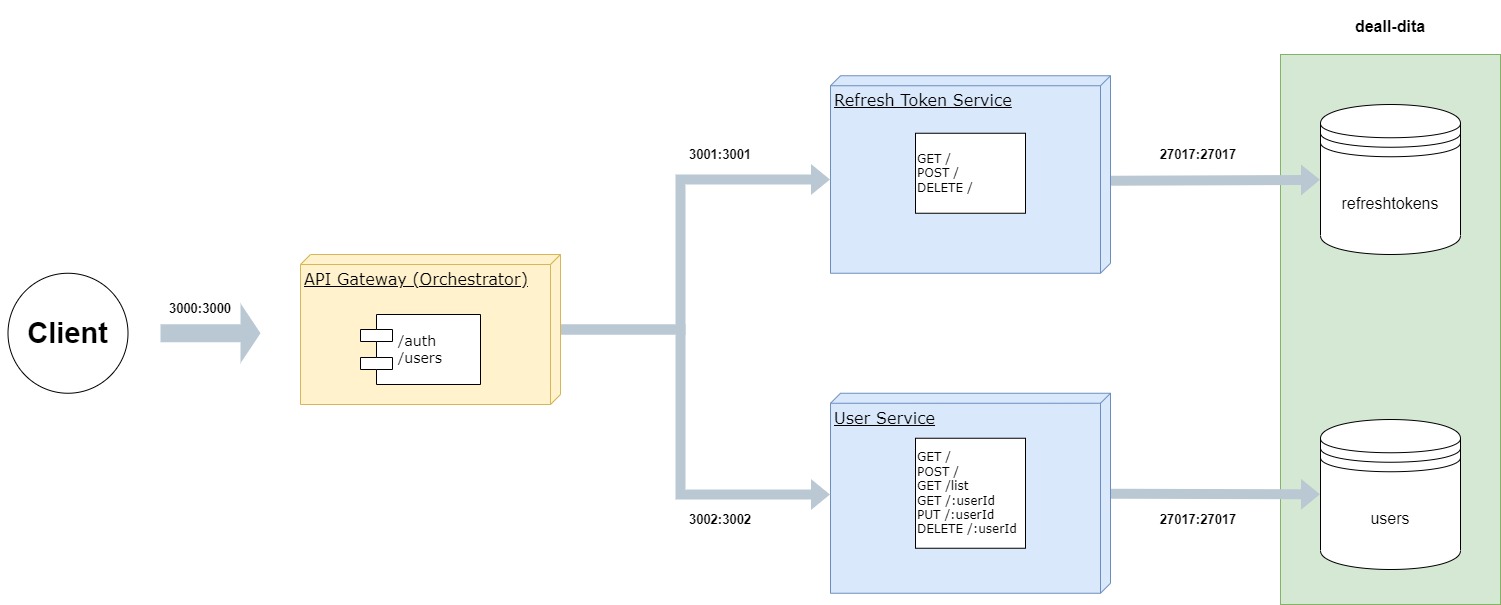 deall-dita
Refresh Token Service
GET /
POST /
DELETE /
3001:3001
27017:27017
refreshtokens
Client
3000:3000
API Gateway (Orchestrator)
/auth
/users
User Service
GET /
POST /
GET /list
GET /:userId
PUT /:userId
DELETE /:userId
3002:3002
27017:27017
users